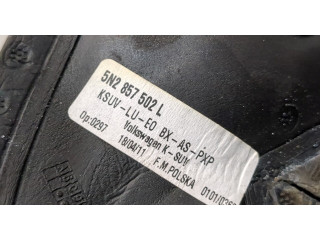 5N2 857 502 L
KSUV-LU-EO BX-AS-PXP
Volkswagen K-SUV
Op:0297 18/04/11 F.M.POLSKA